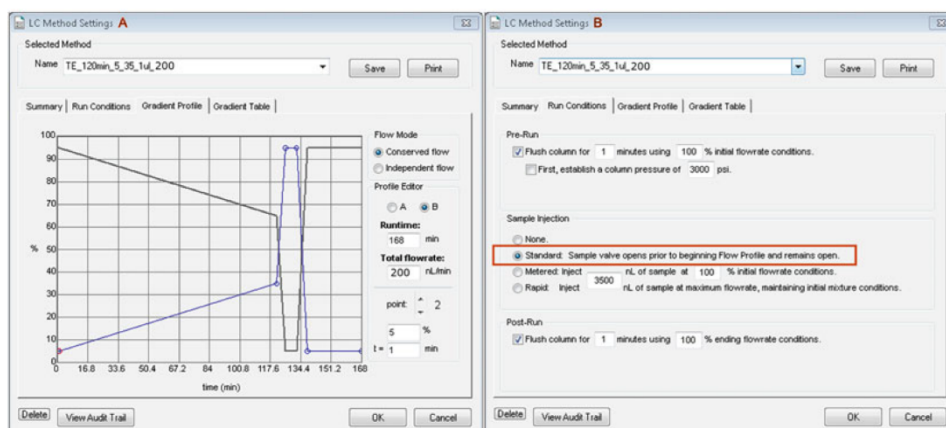 LC Method Settings A
Selected Method
Name TE_120min_5_35_1ul_200
Save Print
Summary Run Conditions Gradient Profile Gradient Table
100
90
80
70
60
50
40
30
20
10
0
%
0 16.8 33.6 50.4 67.2 84 100.8 117.6 134.4 151.2 168
time (min)
Flow Mode
Conserved flow
Independent flow
Profile Editor
A B
Runtime:
168 min
Total flowrate:
200 nL/min
point: 2
5 %
t = 1 min
Delete View Audit Trail OK Cancel
LC Method Settings B
Selected Method
Name TE_120min_5_35_1ul_200
Save Print
Summary Run Conditions Gradient Profile Gradient Table
Pre-Run
Flush column for 1 minutes using 100 % initial flowrate conditions.
First, establish a column pressure of 3000 psi.
Sample Injection
None.
Standard: Sample valve opens prior to beginning Flow Profile and remains open.
Metered: Inject 3500 nL of sample at 100 % initial flowrate conditions.
Rapid: Inject nL of sample at maximum flowrate, maintaining initial mixture conditions.
Post-Run
Flush column for 1 minutes using 100 % ending flowrate conditions.
Delete View Audit Trail OK Cancel